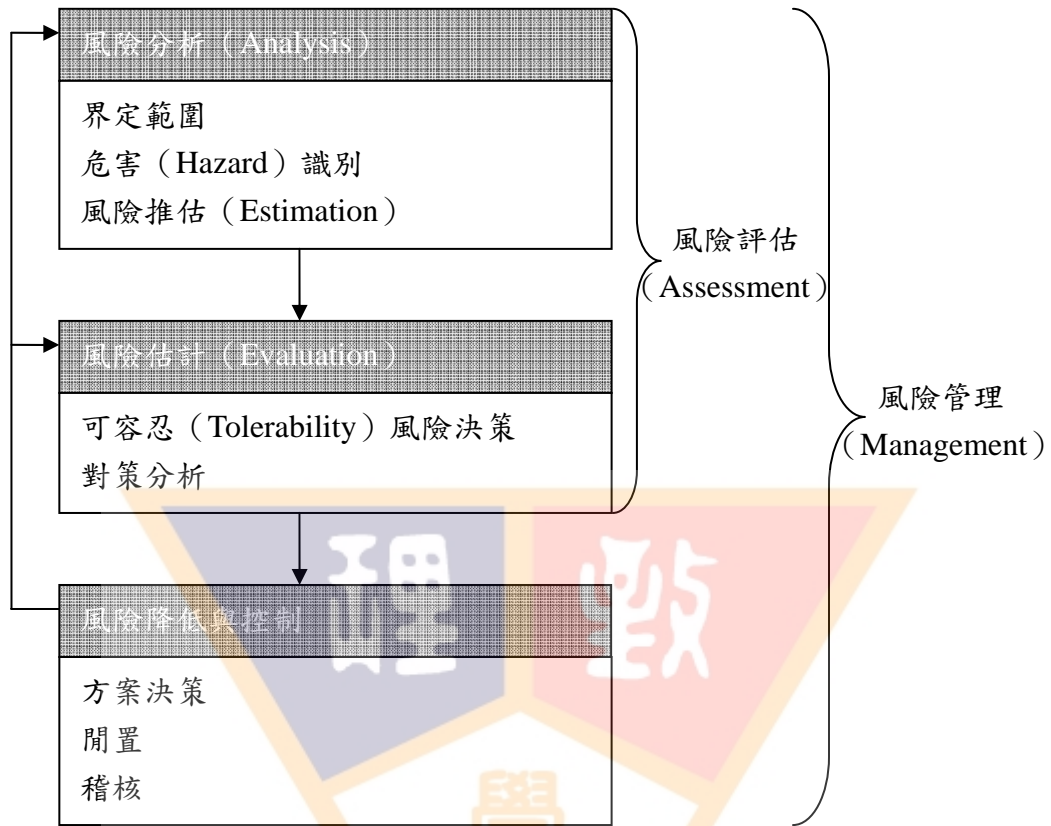 風險分析（Analysis）
界定範圍
危害（Hazard）識別
風險推估（Estimation）
風險評估
（Assessment）
風險估計（Evaluation）
可容忍（Tolerability）風險決策
對策分析
風險管理
（Management）
風險降低與控制
方案決策
閒置
稽核
理
學